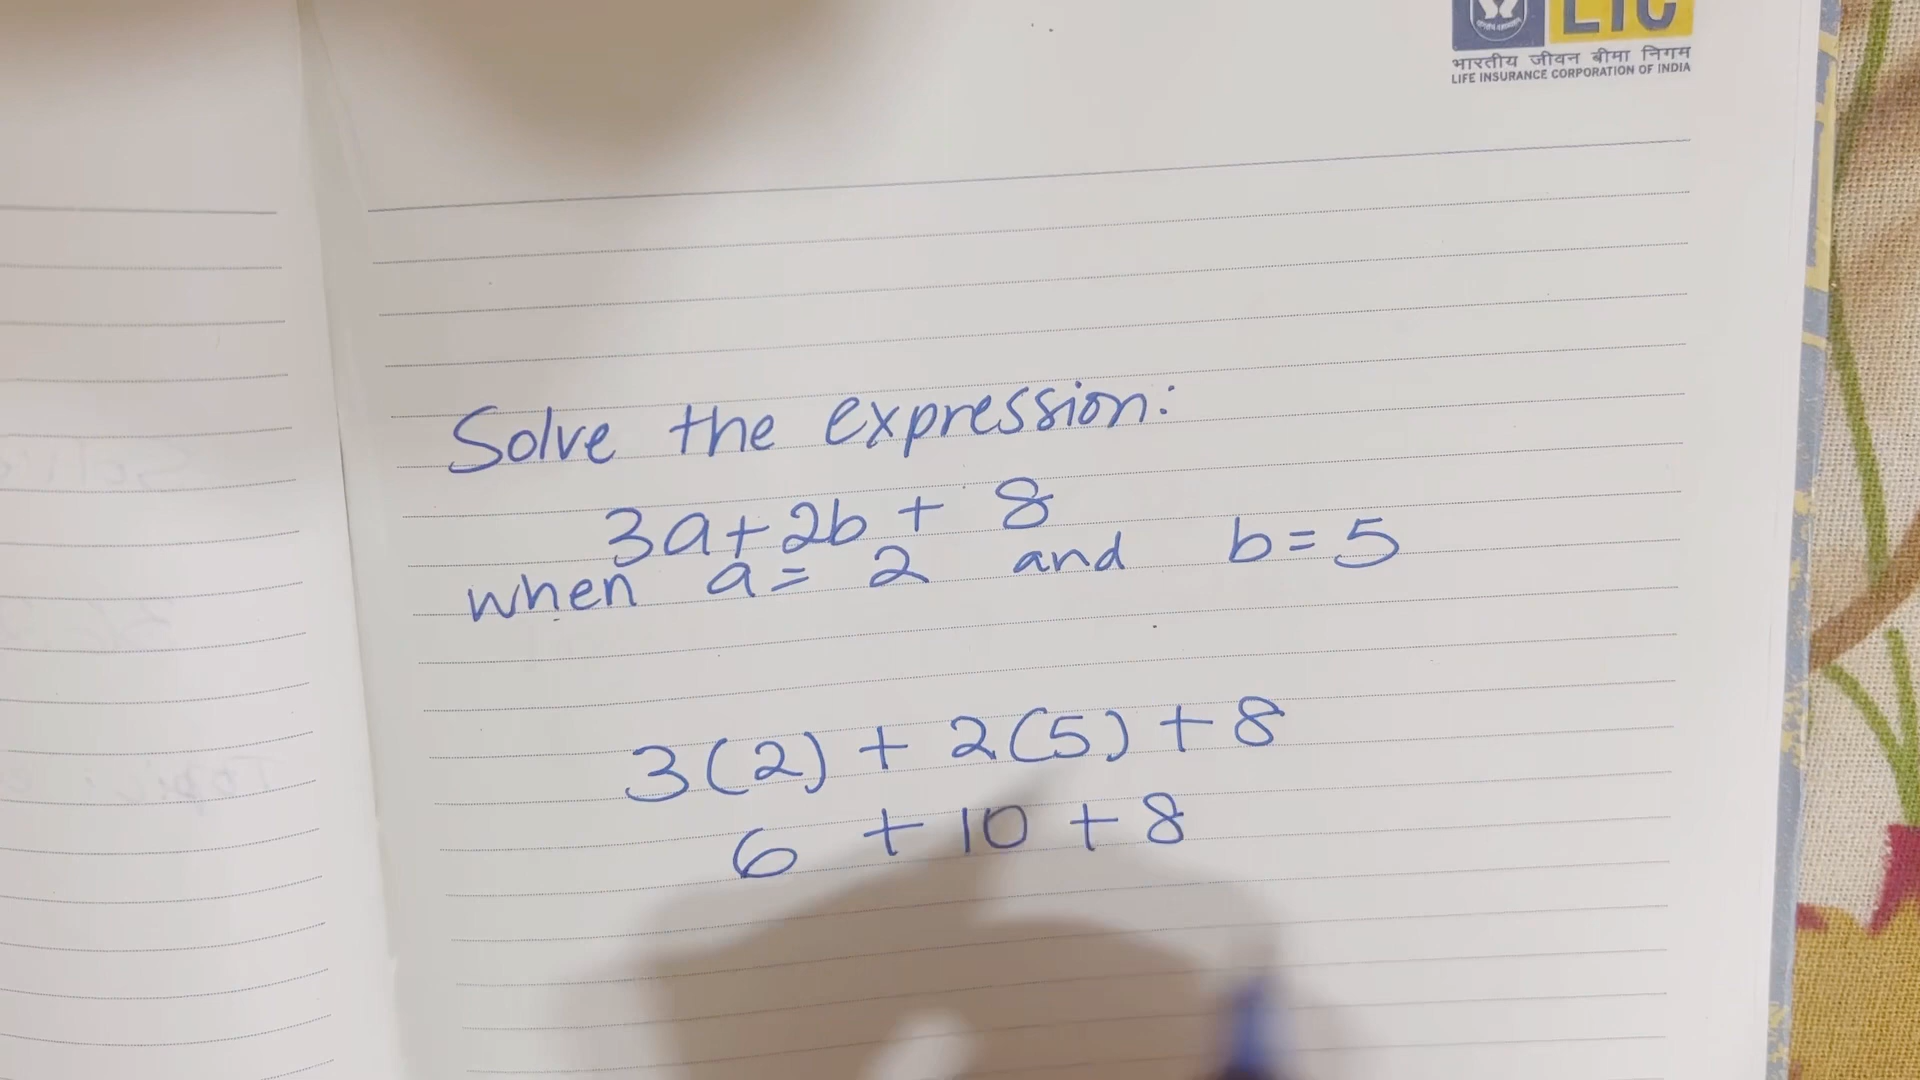 LIC
भारतीय जीवन बीमा निगम
LIFE INSURANCE CORPORATION OF INDIA
Solve the expression:
3a+2b + 8
when a= 2 and b=5
3(2) + 2(5) + 8
6 + 10 + 8